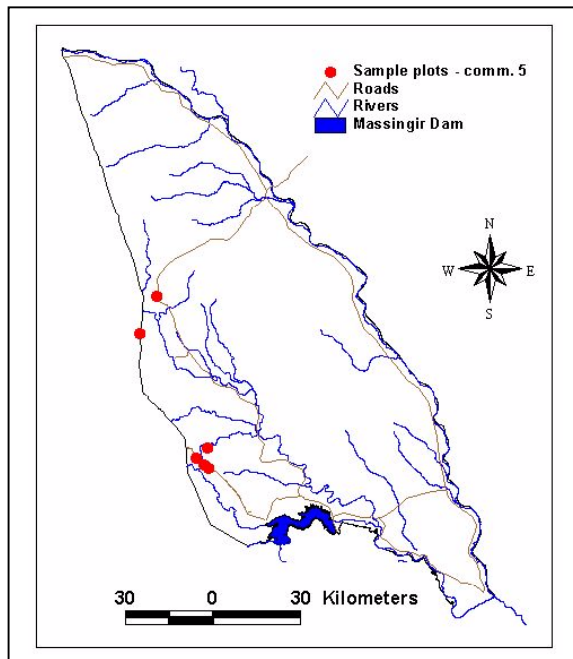 Sample plots - comm. 5
Roads
Rivers
Massingir Dam
N
W E
S
30 0 30 Kilometers